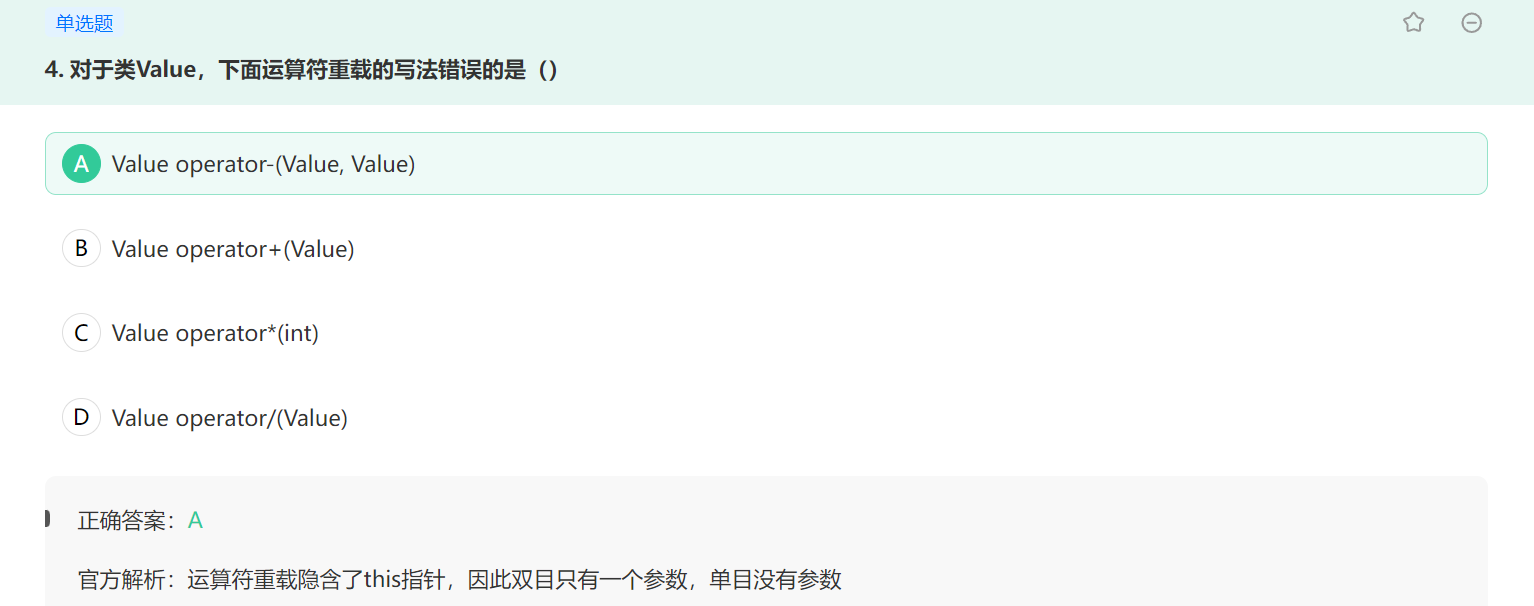 单选题
4. 对于类Value，下面运算符重载的写法错误的是（）
A Value operator-(Value, Value)
B Value operator+(Value)
C Value operator*(int)
D Value operator/(Value)
正确答案：A
官方解析：运算符重载隐含了this指针，因此双目只有一个参数，单目没有参数